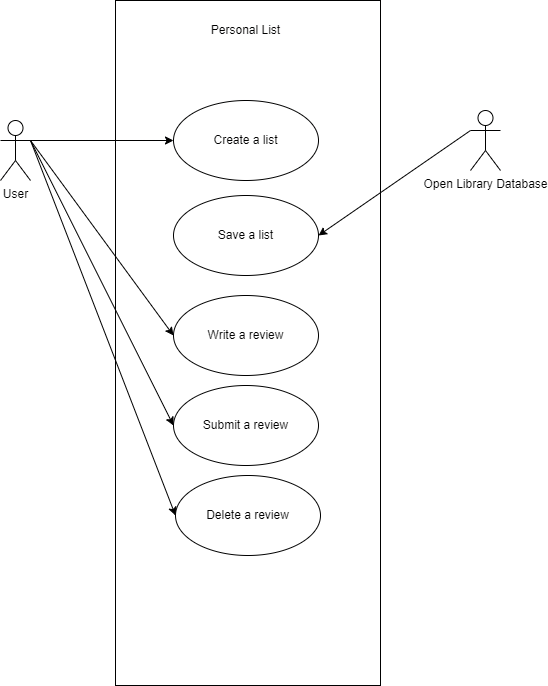 Personal List
Create a list
User
Open Library Database
Save a list
Write a review
Submit a review
Delete a review